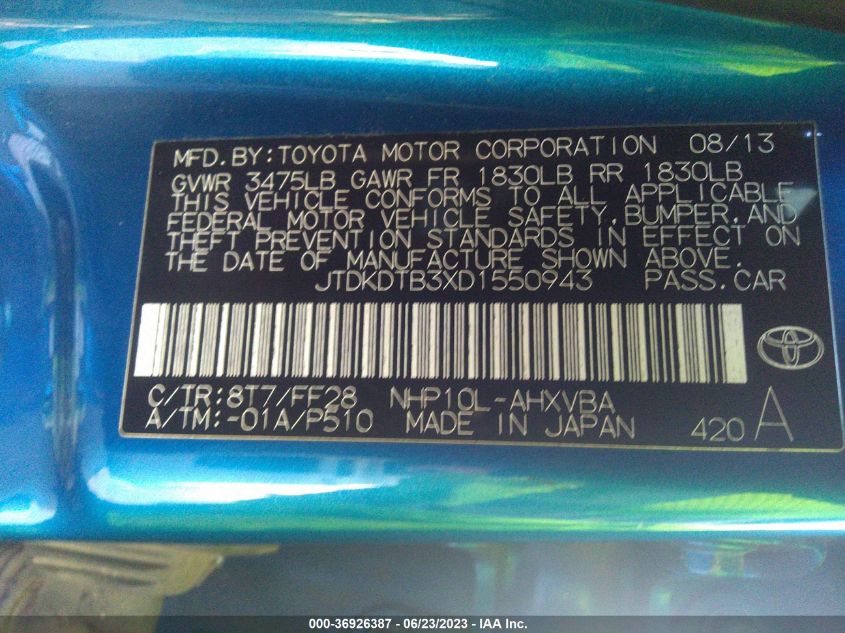 MFD. BY: TOYOTA MOTOR CORPORATION 08/13
GVWR 3475LB GAWR FR 1830LB RR 1830LB
THIS VEHICLE CONFORMS TO ALL APPLICABLE
FEDERAL MOTOR VEHICLE SAFETY, BUMPER, AND
THEFT PREVENTION STANDARDS IN EFFECT ON
THE DATE OF MANUFACTURE SHOWN ABOVE.
JTDKDTB3XD1550943 PASS.CAR
C/TR:8T7/FF28 NHP10L-AHXVBA
A/TM:-01A/P510 MADE IN JAPAN 420 A
000-36926387 - 06/23/2023 - IAA Inc.